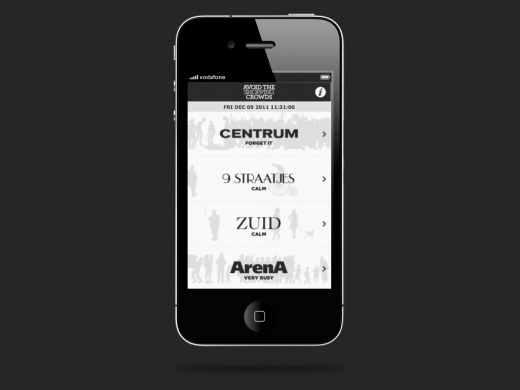 vodafone
AVOID THE
SHOPPING
CROWDS
i
FRI DEC 09 2011 11:31:00
CENTRUM
FORGET IT
9 STRAATJES
CALM
ZUID
CALM
ArenA
VERY BUSY